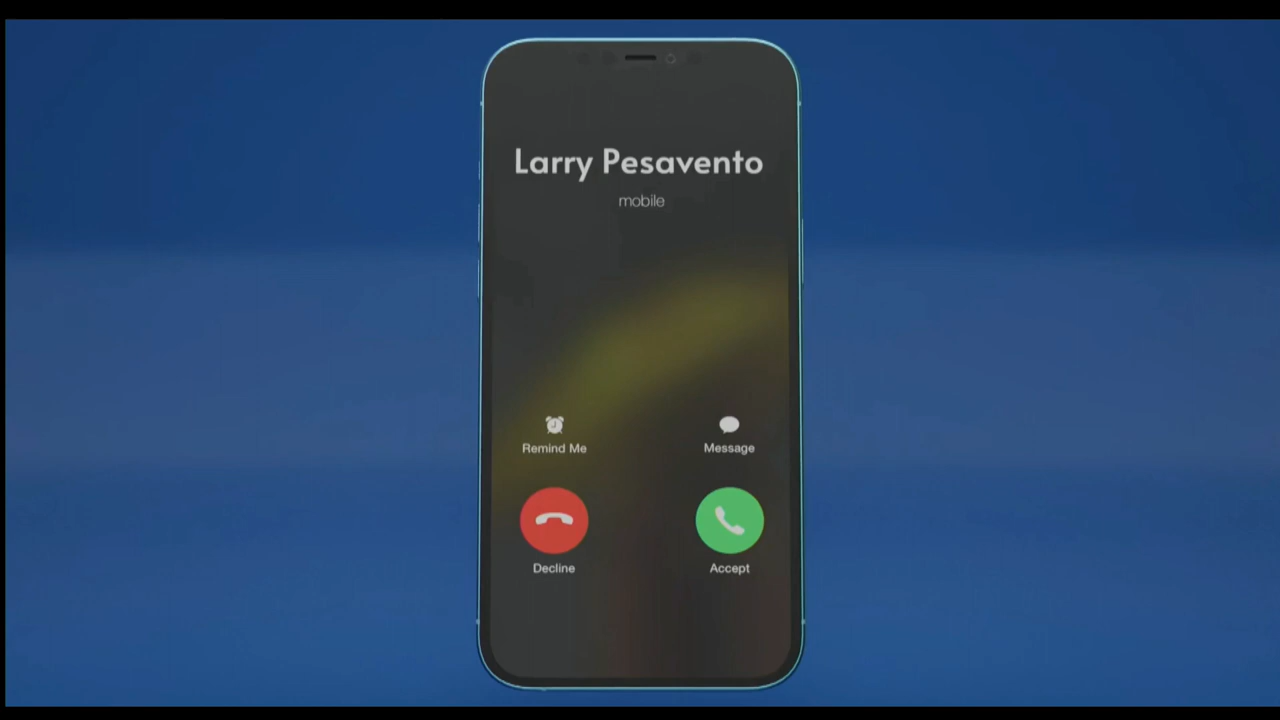 Larry Pesavento
mobile
Remind Me
Message
Decline
Accept